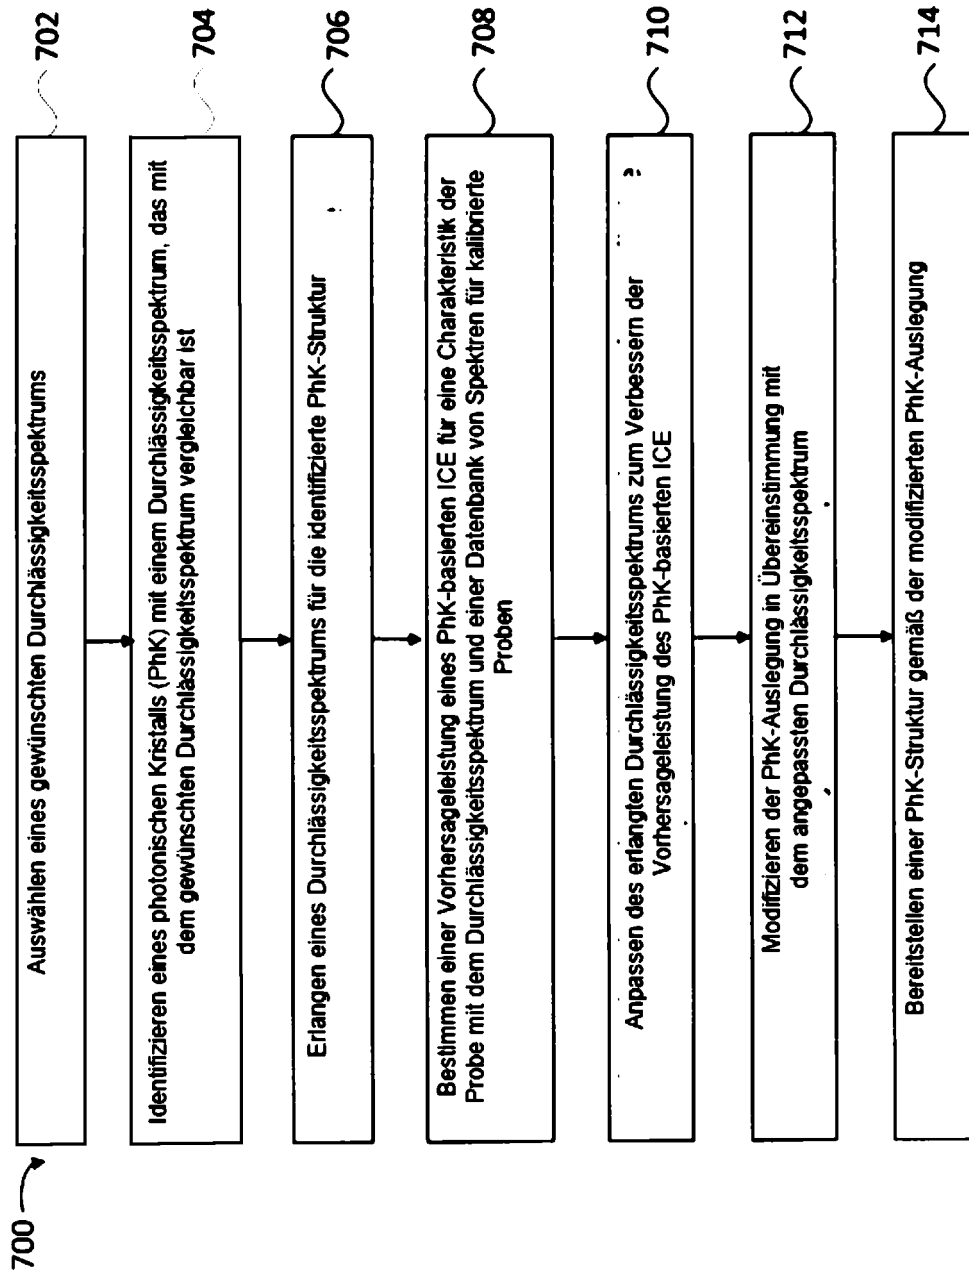 700
Auswählen eines gewünschten Durchlässigkeitsspektrums
702
Identifizieren eines photonischen Kristalls (PhK) mit einem Durchlässigkeitsspektrum, das mit
dem gewünschten Durchlässigkeitsspektrum vergleichbar ist
704
Erlangen eines Durchlässigkeitsspektrums für die identifizierte PhK-Struktur
706
Bestimmen einer Vorhersageleistung eines PhK-basierten ICE für eine Charakteristik der
Probe mit dem Durchlässigkeitsspektrum und einer Datenbank von Spektren für kalibrierte
Proben
708
Anpassen des erlangten Durchlässigkeitsspektrums zum Verbessern der
Vorhersageleistung des PhK-basierten ICE
710
Modifizieren der PhK-Auslegung in Übereinstimmung mit
dem angepassten Durchlässigkeitsspektrum
712
Bereitstellen einer PhK-Struktur gemäß der modifizierten PhK-Auslegung
714